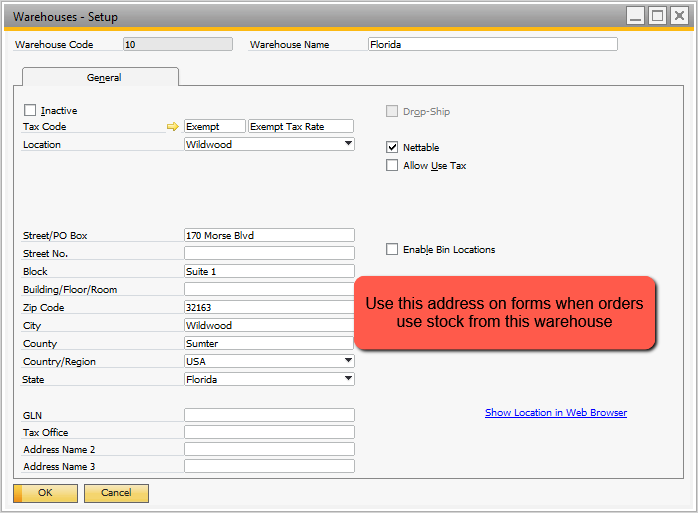 Warehouses - Setup
Warehouse Code 10 Warehouse Name Florida
General
Inactive Drop-Ship
Tax Code Exempt Exempt Tax Rate
Location Wildwood Nettable
Allow Use Tax
Street/PO Box 170 Morse Blvd
Street No. Enable Bin Locations
Block Suite 1
Building/Floor/Room
Zip Code 32163
City Wildwood
County Sumter
Country/Region USA
State Florida
Use this address on forms when orders
use stock from this warehouse
GLN Show Location in Web Browser
Tax Office
Address Name 2
Address Name 3
OK Cancel